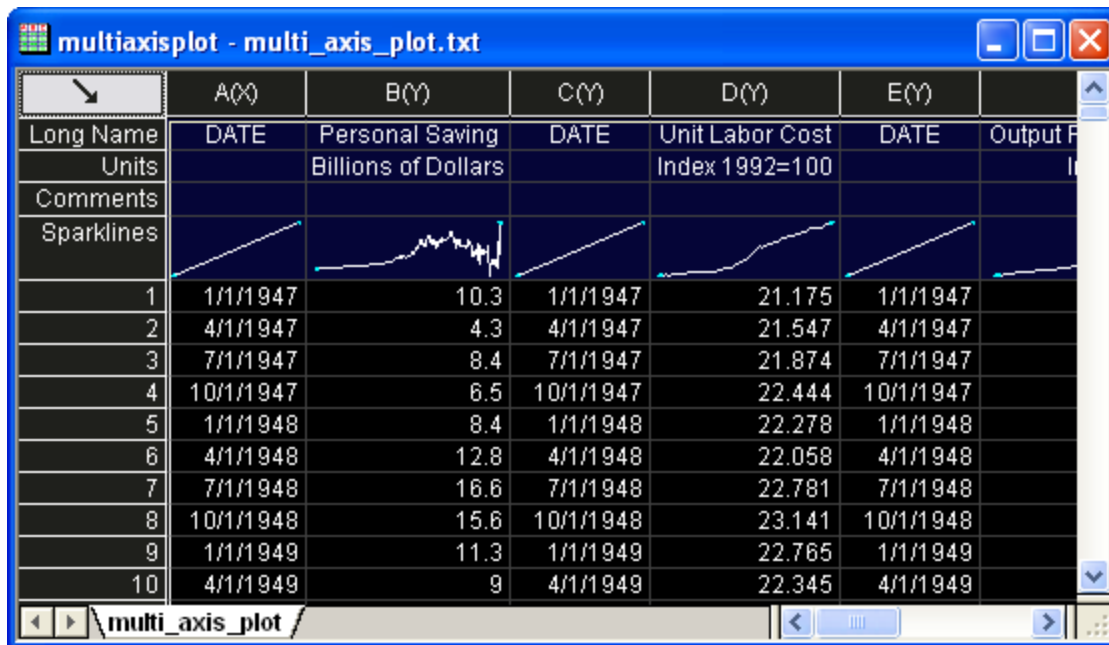 multiaxisplot - multi_axis_plot.txt
A(X) B(Y) C(Y) D(Y) E(Y)
Long Name DATE Personal Saving DATE Unit Labor Cost DATE Output
Units Billions of Dollars Index 1992=100
Comments
Sparklines
1 1/1/1947 10.3 1/1/1947 21.175 1/1/1947
2 4/1/1947 4.3 4/1/1947 21.547 4/1/1947
3 7/1/1947 8.4 7/1/1947 21.874 7/1/1947
4 10/1/1947 6.5 10/1/1947 22.444 10/1/1947
5 1/1/1948 8.4 1/1/1948 22.278 1/1/1948
6 4/1/1948 12.8 4/1/1948 22.058 4/1/1948
7 7/1/1948 16.6 7/1/1948 22.781 7/1/1948
8 10/1/1948 15.6 10/1/1948 23.141 10/1/1948
9 1/1/1949 11.3 1/1/1949 22.765 1/1/1949
10 4/1/1949 9 4/1/1949 22.345 4/1/1949
multi_axis_plot